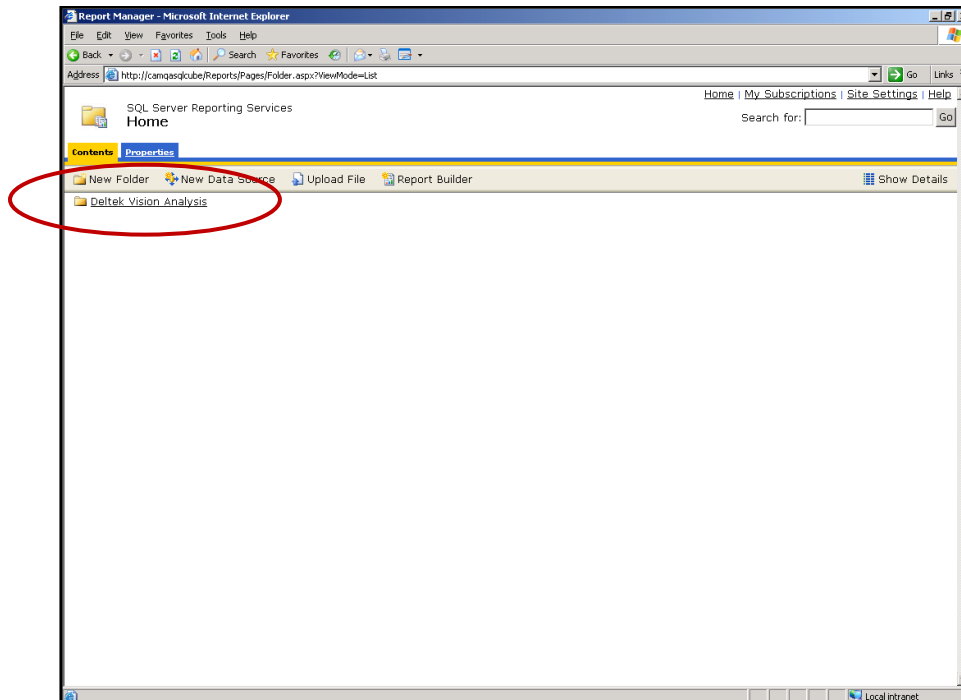 Report Manager - Microsoft Internet Explorer
File Edit View Favorites Tools Help
Back Search Favorites
Address http://camqasqlcube/Reports/Pages/Folder.aspx?ViewMode=List Go Links
Home | My Subscriptions | Site Settings | Help
SQL Server Reporting Services
Home
Search for: Go
Contents Properties
New Folder New Data Source Upload File Report Builder Show Details
Deltek Vision Analysis
Local intranet